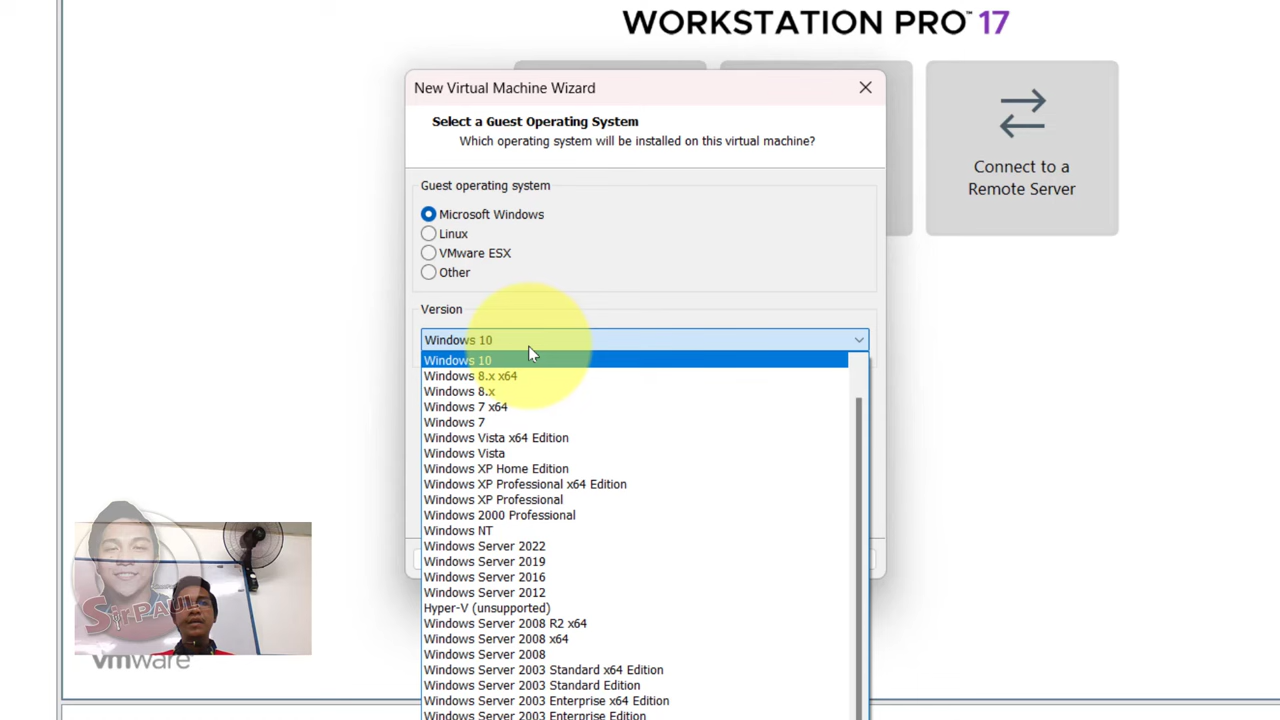 WORKSTATION PRO™ 17
New Virtual Machine Wizard
Select a Guest Operating System
Which operating system will be installed on this virtual machine?
Connect to a
Remote Server
Guest operating system
Microsoft Windows
Linux
VMware ESX
Other
Version
Windows 10
Windows 10
Windows 8.x x64
Windows 8.x
Windows 7 x64
Windows 7
Windows Vista x64 Edition
Windows Vista
Windows XP Home Edition
Windows XP Professional x64 Edition
Windows XP Professional
Windows 2000 Professional
Windows NT
Windows Server 2022
Windows Server 2019
Windows Server 2016
Windows Server 2012
Hyper-V (unsupported)
Windows Server 2008 R2 x64
Windows Server 2008 x64
Windows Server 2008
Windows Server 2003 Standard x64 Edition
Windows Server 2003 Standard Edition
Windows Server 2003 Enterprise x64 Edition
Windows Server 2003 Enterprise Edition
SirPAUL
vmware